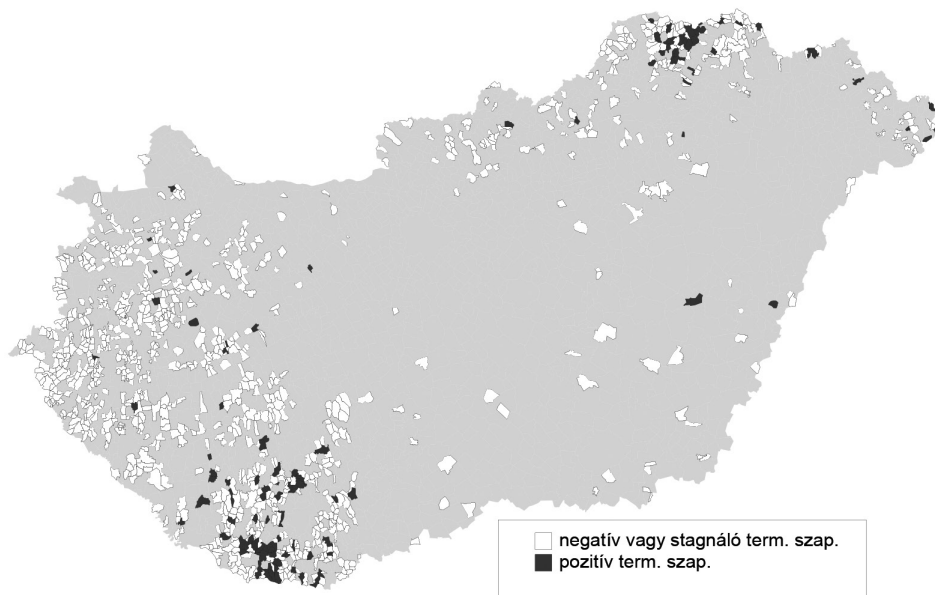 negatív vagy stagnáló term. szap.
pozitív term. szap.